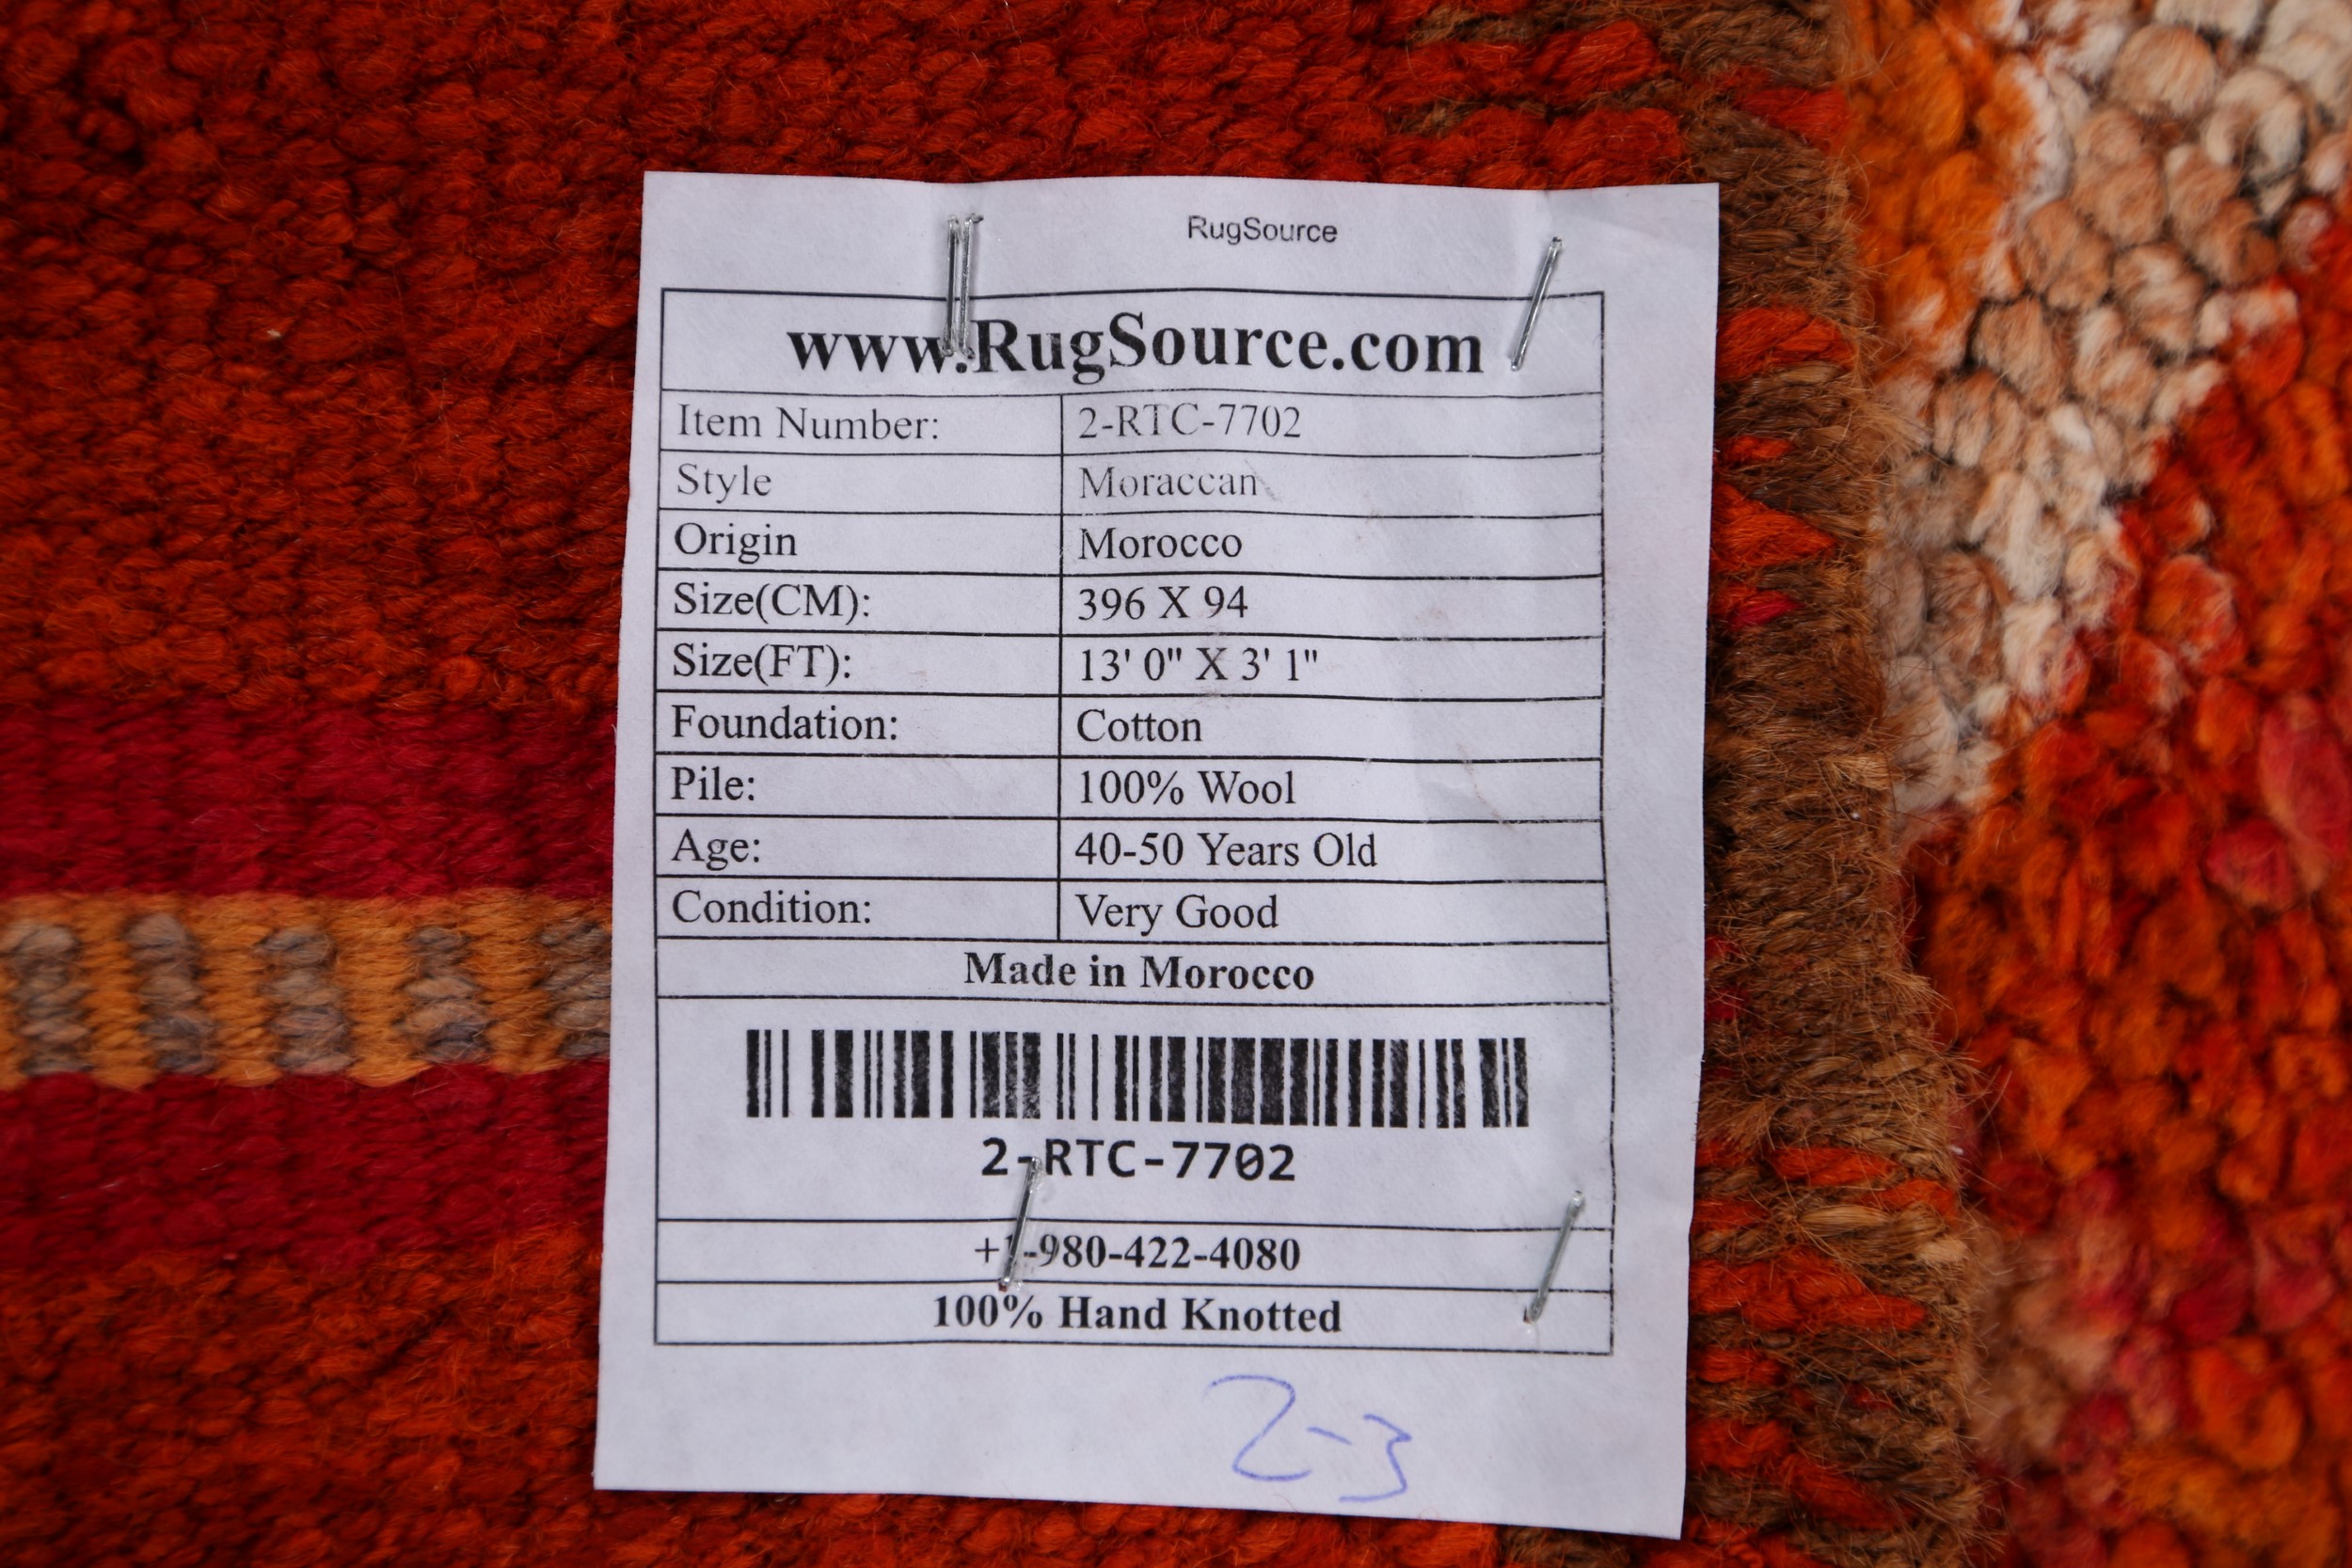 RugSource
www.RugSource.com
Item Number: 2-RTC-7702
Style Moraccan
Origin Morocco
Size(CM): 396 X 94
Size(FT): 13' 0" X 3' 1"
Foundation: Cotton
Pile: 100% Wool
Age: 40-50 Years Old
Condition: Very Good
Made in Morocco
2-RTC-7702
+1-980-422-4080
100% Hand Knotted
2-3